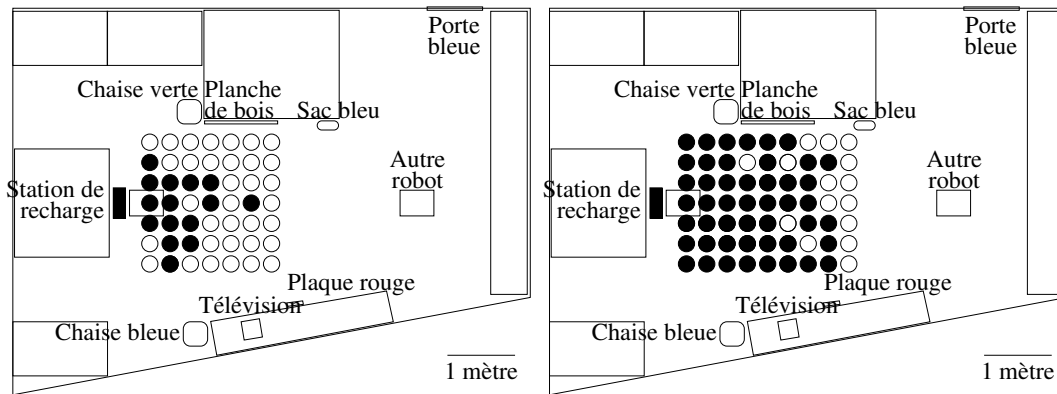 Porte
bleue
Chaise verte
Planche
de bois
Sac bleu
Station de
recharge
Autre
robot
Plaque rouge
Télévision
Chaise bleue
1 mètre
Porte
bleue
Chaise verte
Planche
de bois
Sac bleu
Station de
recharge
Autre
robot
Plaque rouge
Télévision
Chaise bleue
1 mètre